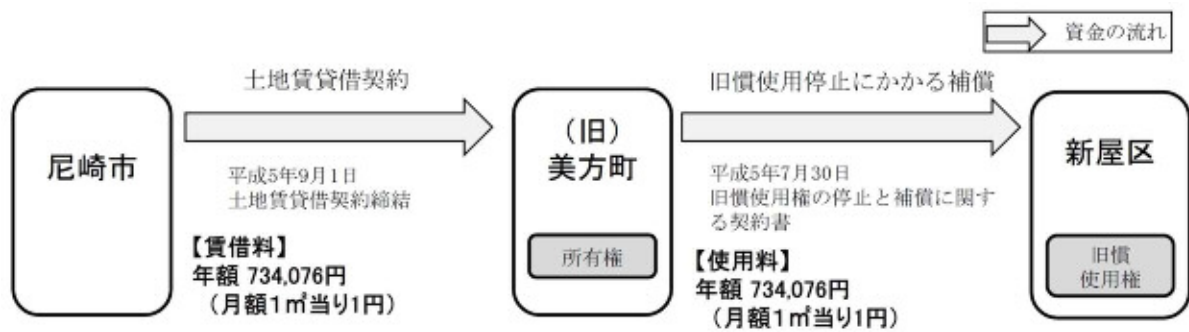 資金の流れ
土地賃貸借契約
旧慣使用停止にかかる補償
尼崎市
（旧）
美方町
新屋区
平成5年9月1日
土地賃貸借契約締結
平成5年7月30日
旧慣使用権の停止と補償に関す
る契約書
【賃借料】
年額 734,076円
（月額1㎡当り1円）
所有権
【使用料】
年額 734,076円
（月額1㎡当り1円）
旧慣
使用権